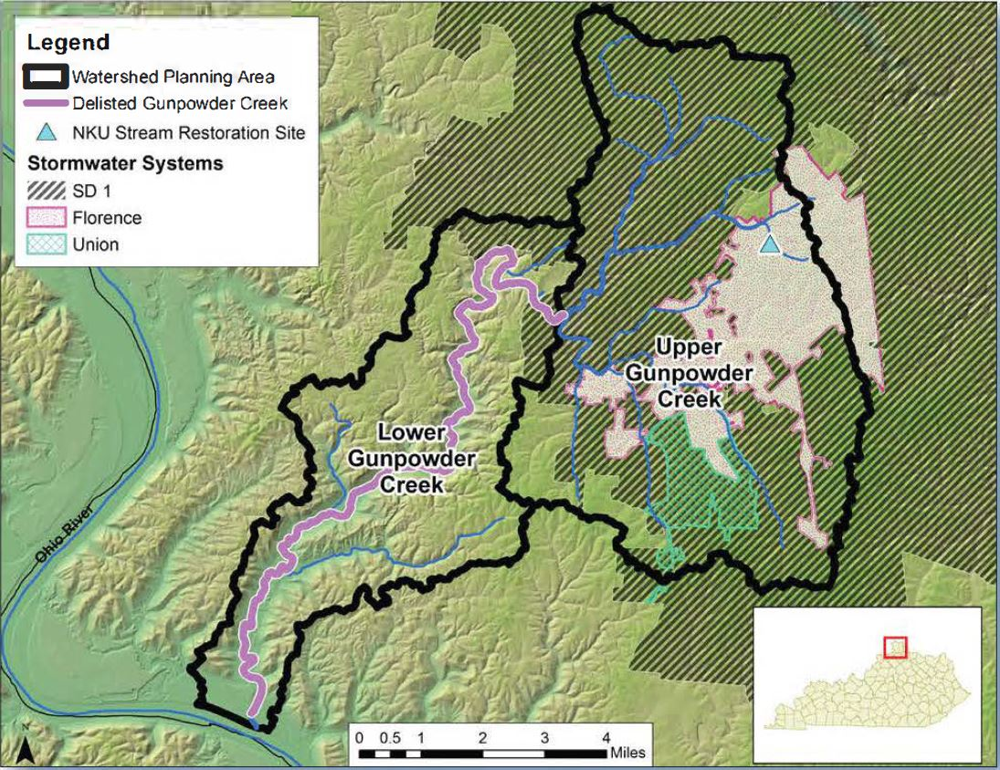 Legend
Watershed Planning Area
Delisted Gunpowder Creek
NKU Stream Restoration Site
Stormwater Systems
SD 1
Florence
Union
Upper
Gunpowder
Creek
Lower
Gunpowder
Creek
Ohio River
N
0 0.5 1 2 3 4
Miles